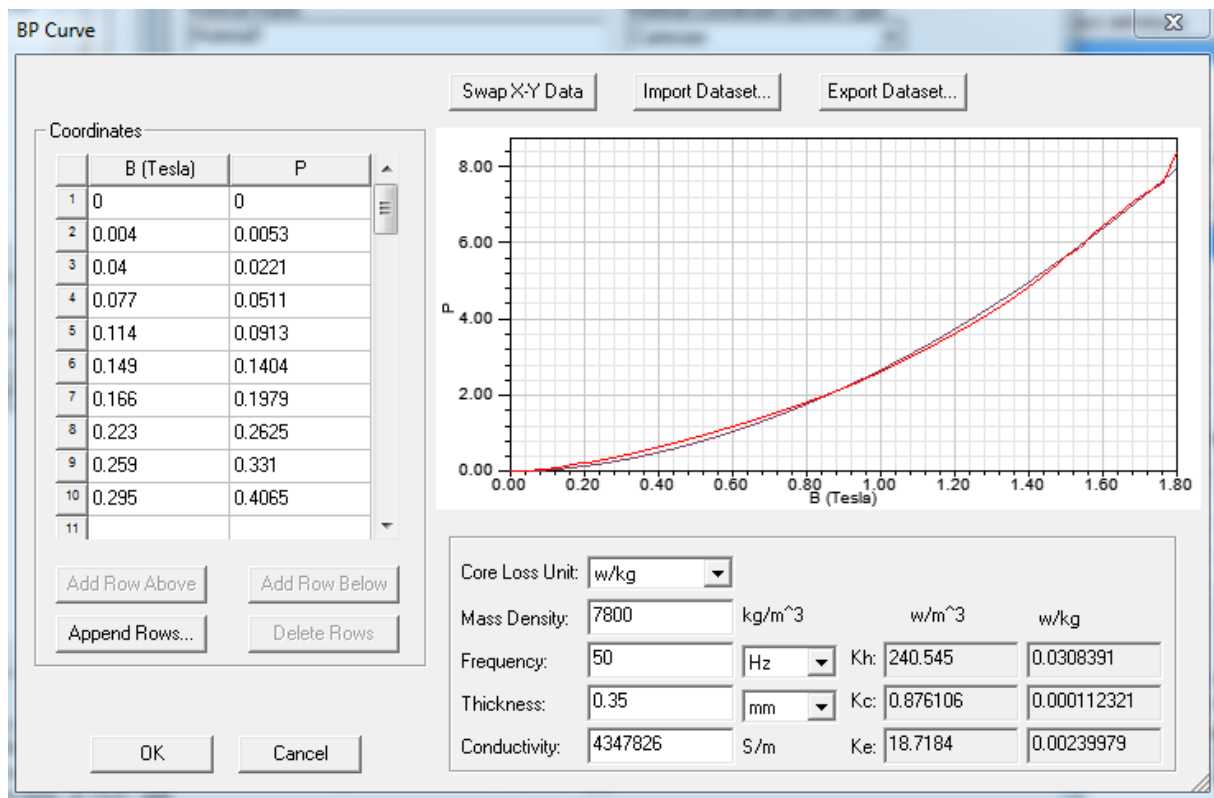 BP Curve
Swap X-Y Data Import Dataset... Export Dataset...
Coordinates
B (Tesla) P
1 0 0
2 0.004 0.0053
3 0.04 0.0221
4 0.077 0.0511
5 0.114 0.0913
6 0.149 0.1404
7 0.166 0.1979
8 0.223 0.2625
9 0.259 0.331
10 0.295 0.4065
11
Add Row Above Add Row Below
Append Rows... Delete Rows
OK Cancel
8.00
6.00
P
4.00
2.00
0.00
0.00 0.20 0.40 0.60 0.80 1.00 1.20 1.40 1.60 1.80
B (Tesla)
Core Loss Unit: w/kg
Mass Density: 7800 kg/m^3 w/m^3 w/kg
Frequency: 50 Hz Kh: 240.545 0.0308391
Thickness: 0.35 mm Kc: 0.876106 0.000112321
Conductivity: 4347826 S/m Ke: 18.7184 0.00239979